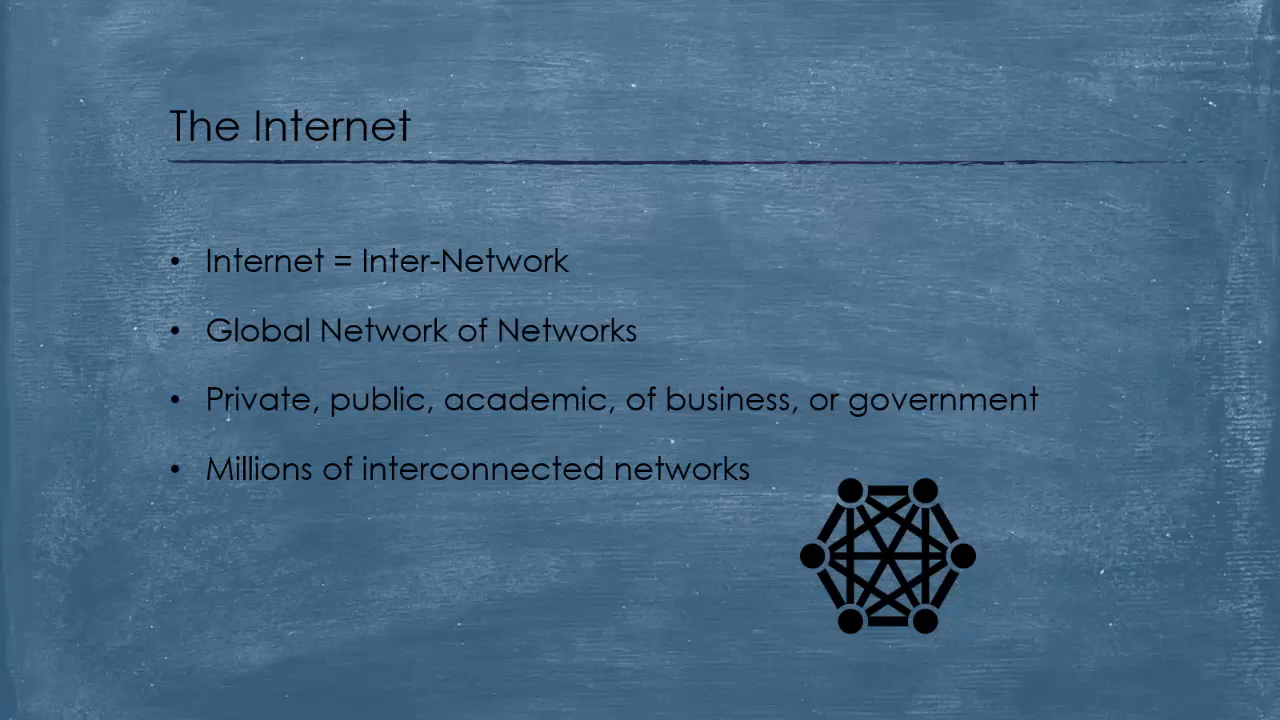 The Internet
• Internet = Inter-Network
• Global Network of Networks
• Private, public, academic, of business, or government
• Millions of interconnected networks